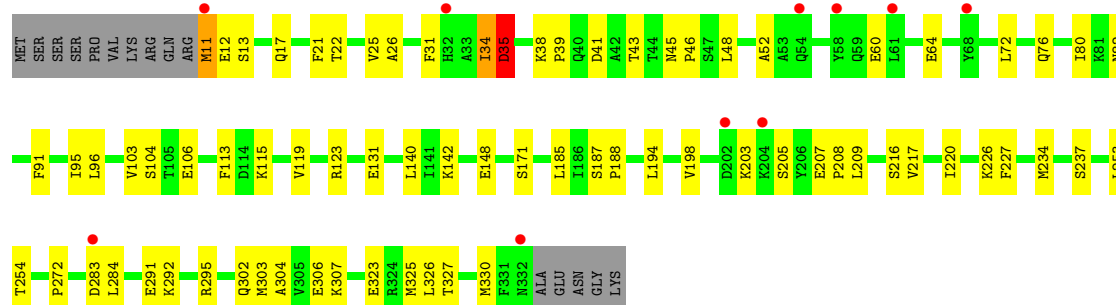 MET SER SER SER PRO VAL LYS ARG GLN ARG M11 E12 S13 Q17 F21 T22 V25 A26 F31 H32 A33 I34 D35 K38 P39 Q40 D41 A42 T43 T44 N45 P46 S47 L48 A52 A53 Q54 Y58 Q59 E60 L61 E64 Y68 L72 Q76 I80 K81
F91 I95 L96 V103 S104 T105 E106 F113 D114 K115 V119 R123 E131 L140 I141 K142 E148 S171 L185 I186 S187 P188 L194 V198 D202 K203 K204 S205 Y206 E207 P208 L209 S216 V217 I220 K226 F227 M234 S237
T254 P272 D283 L284 E291 K292 R295 Q302 M303 A304 V305 E306 K307 E323 R324 M325 L326 T327 M330 F331 N332 ALA GLU ASN GLY LYS